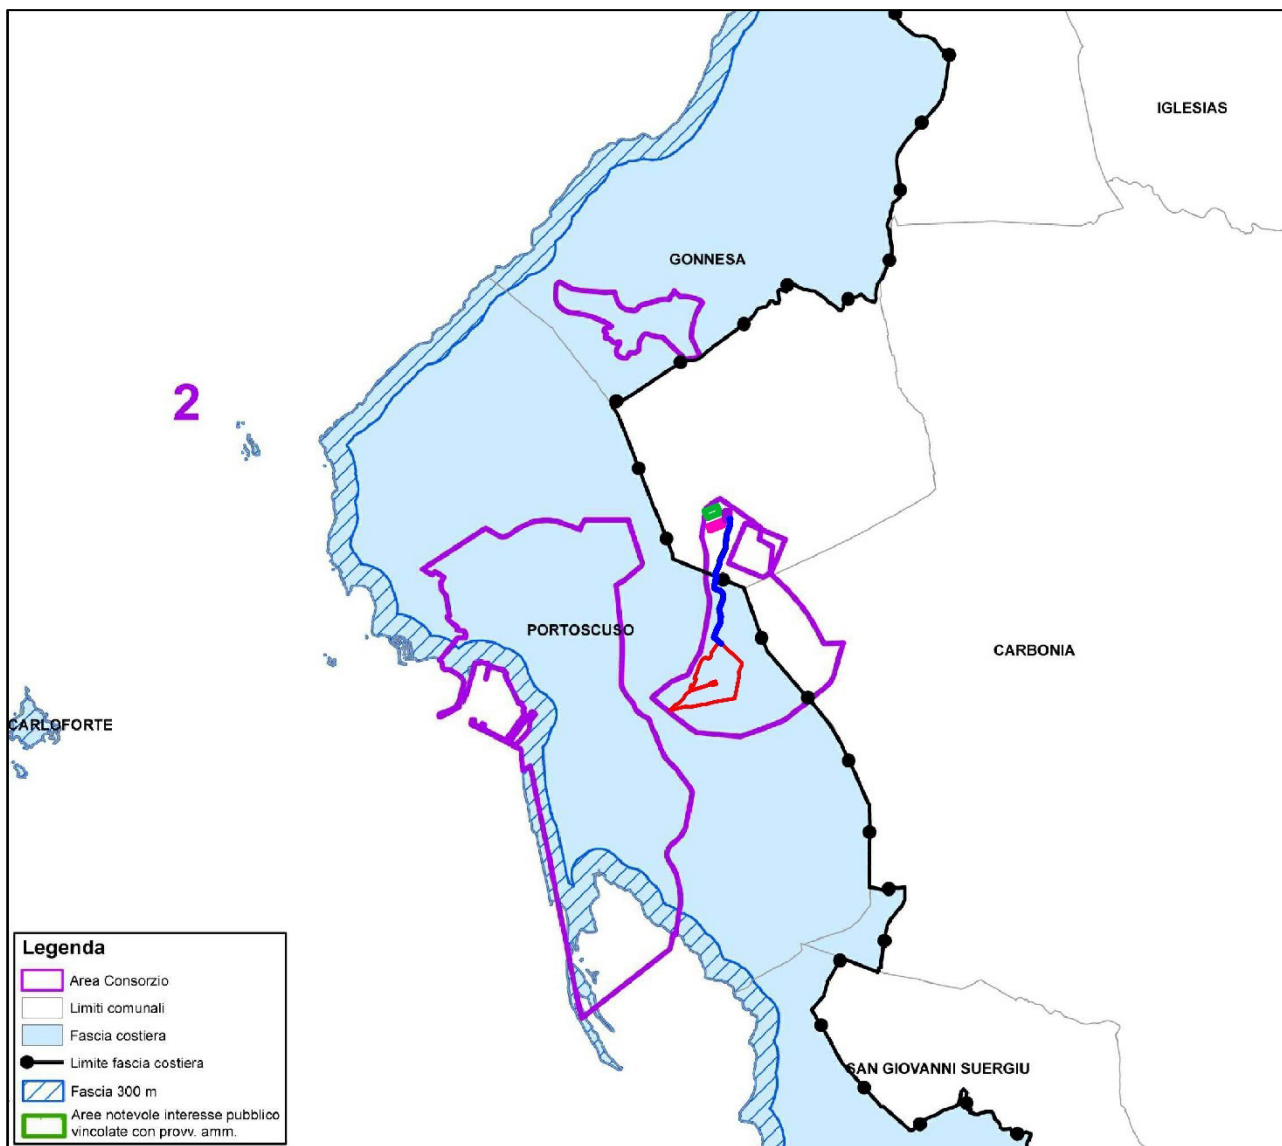 IGLESIAS
GONNESA
2
PORTOSCUSO
CARBONIA
CARLOFORTE
SAN GIOVANNI SUERGIU
Legenda
Area Consorzio
Limiti comunali
Fascia costiera
Limite fascia costiera
Fascia 300 m
Aree notevole interesse pubblico
vincolate con provv. amm.